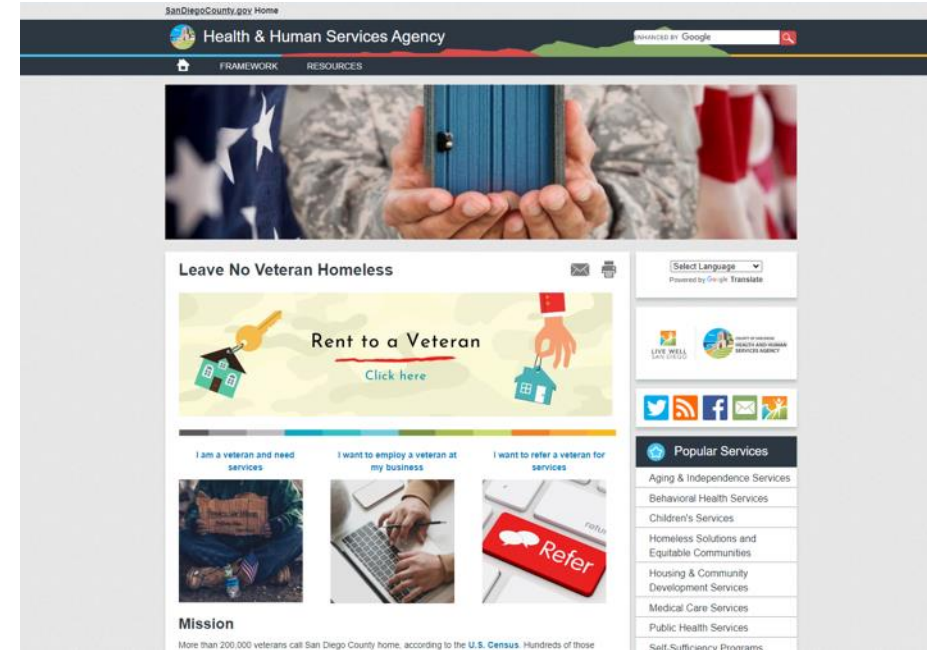 SanDiegoCounty.gov Home
Health & Human Services Agency
ENHANCED BY Google
FRAMEWORK RESOURCES
Leave No Veteran Homeless
Rent to a Veteran
Click here
I am a veteran and need
services
I want to employ a veteran at
my business
I want to refer a veteran for
services
Refer
Mission
More than 200,000 veterans call San Diego County home, according to the U.S. Census. Hundreds of those
Select Language
Powered by Google Translate
LIVE WELL
SAN DIEGO
COUNTY OF SAN DIEGO
HEALTH AND HUMAN
SERVICES AGENCY
Popular Services
Aging & Independence Services
Behavioral Health Services
Children's Services
Homeless Solutions and
Equitable Communities
Housing & Community
Development Services
Medical Care Services
Public Health Services
Self-Sufficiency Programs